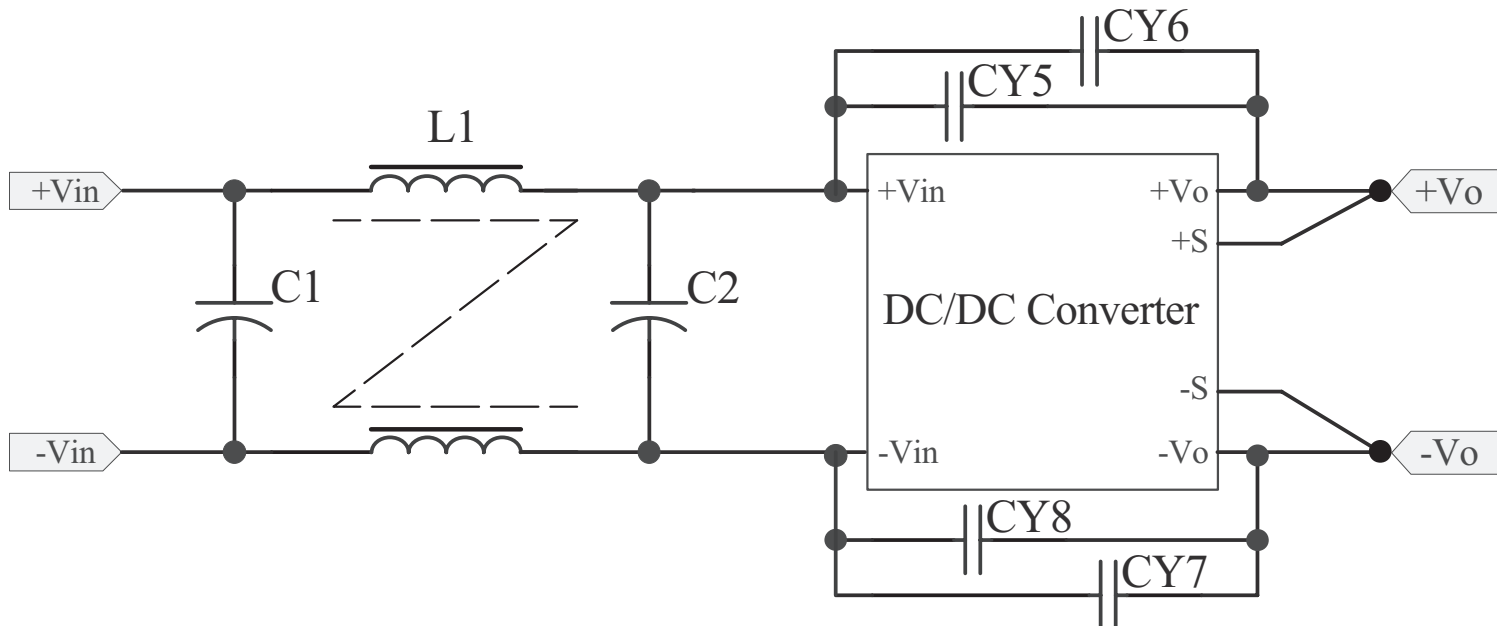 CY6
CY5
L1
+Vin
+Vin
+Vo
+Vo
+S
C1
C2
DC/DC Converter
-S
-Vin
-Vin
-Vo
-Vo
CY8
CY7